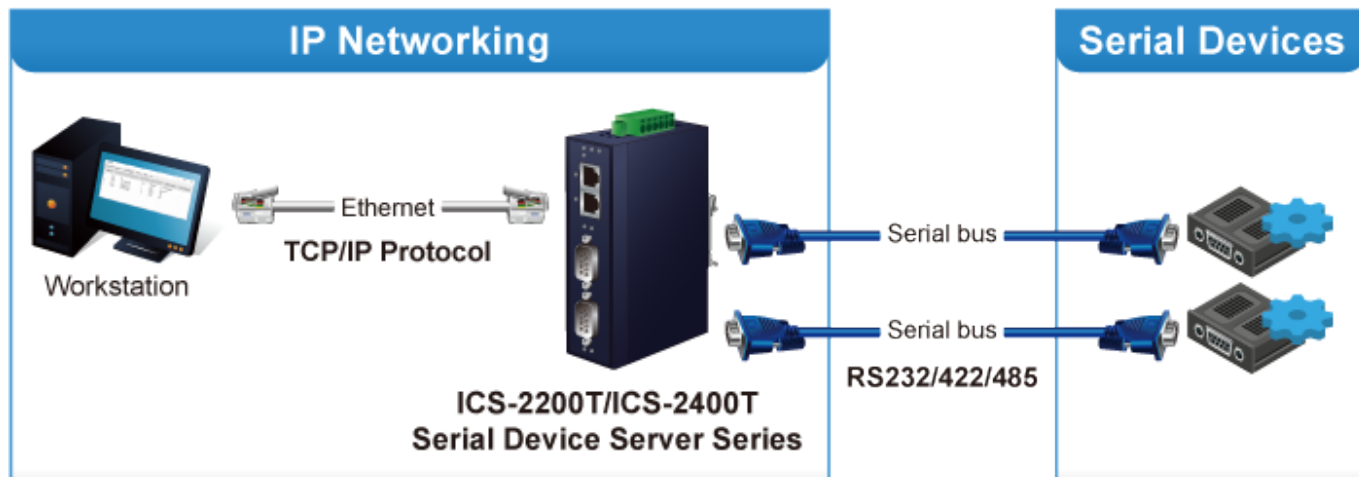 IP Networking
Serial Devices
Ethernet
TCP/IP Protocol
Workstation
Serial bus
Serial bus
RS232/422/485
ICS-2200T/ICS-2400T
Serial Device Server Series